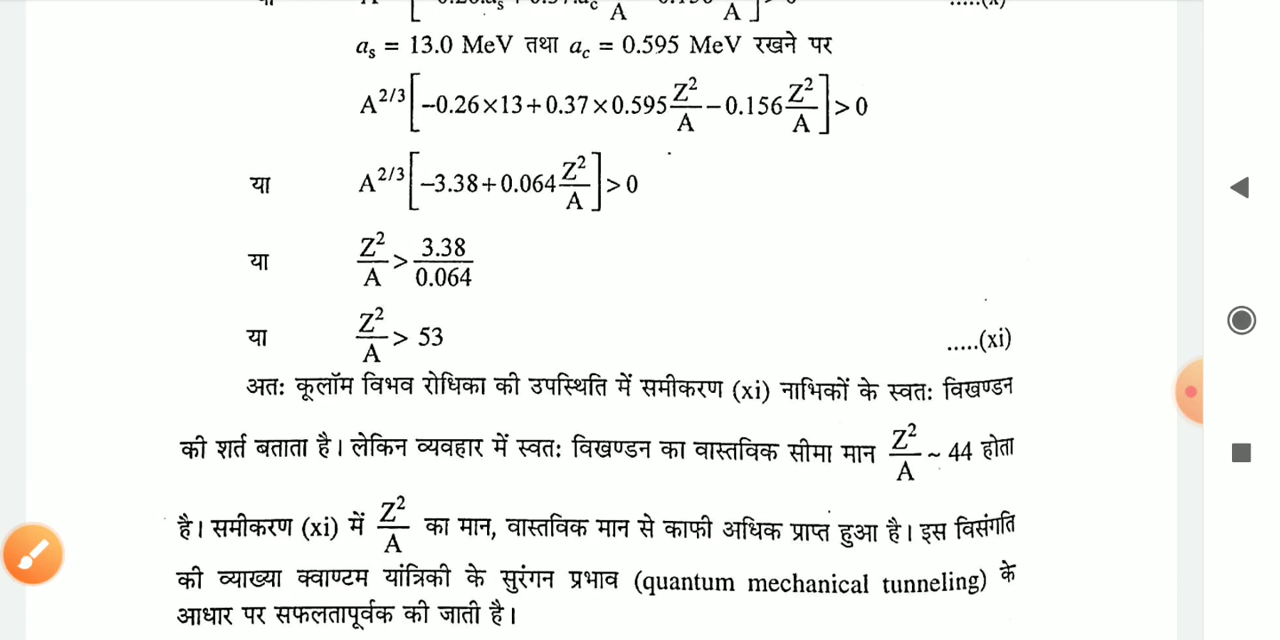 a_s = 13.0 MeV तथा a_c = 0.595 MeV रखने पर
A^{2/3}[−0.26×13+0.37×0.595 Z²/A −0.156 Z²/A] > 0
या A^{2/3}[−3.38+0.064 Z²/A] > 0
या Z²/A > 3.38/0.064
या Z²/A > 53 .....(xi)
अतः कूलॉम विभव रोधिका की उपस्थिति में समीकरण (xi) नाभिकों के स्वतः विखण्डन
की शर्त बताता है। लेकिन व्यवहार में स्वतः विखण्डन का वास्तविक सीमा मान Z²/A ~ 44 होता
है। समीकरण (xi) में Z²/A का मान, वास्तविक मान से काफी अधिक प्राप्त हुआ है। इस विसंगति
की व्याख्या क्वाण्टम यांत्रिकी के सुरंगन प्रभाव (quantum mechanical tunneling) के
आधार पर सफलतापूर्वक की जाती है।